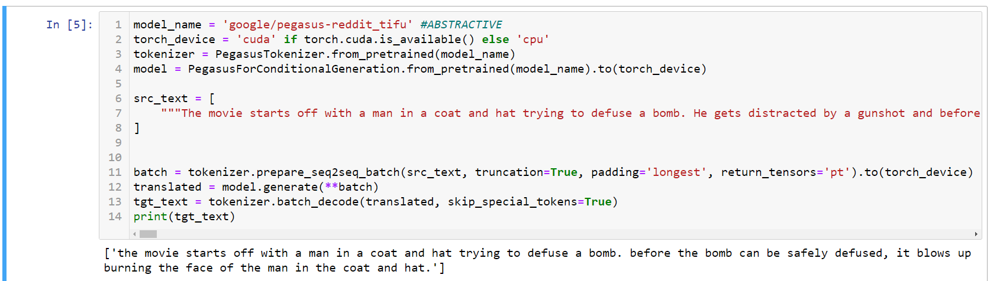 In [5]:
1 model_name = 'google/pegasus-reddit_tifu' #ABSTRACTIVE
2 torch_device = 'cuda' if torch.cuda.is_available() else 'cpu'
3 tokenizer = PegasusTokenizer.from_pretrained(model_name)
4 model = PegasusForConditionalGeneration.from_pretrained(model_name).to(torch_device)
5
6 src_text = [
7     """The movie starts off with a man in a coat and hat trying to defuse a bomb. He gets distracted by a gunshot and before
8 ]
9
10
11 batch = tokenizer.prepare_seq2seq_batch(src_text, truncation=True, padding='longest', return_tensors='pt').to(torch_device)
12 translated = model.generate(**batch)
13 tgt_text = tokenizer.batch_decode(translated, skip_special_tokens=True)
14 print(tgt_text)
['the movie starts off with a man in a coat and hat trying to defuse a bomb. before the bomb can be safely defused, it blows up
burning the face of the man in the coat and hat.']